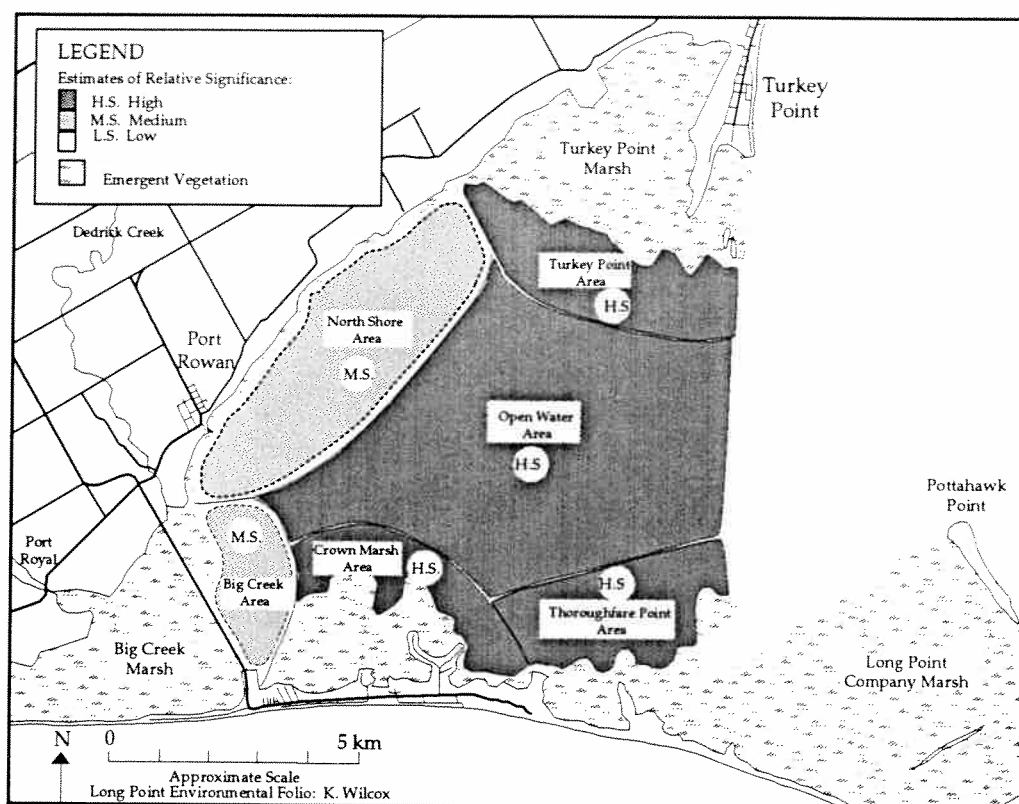 LEGEND
Estimates of Relative Significance:
H.S. High
M.S. Medium
L.S. Low
Emergent Vegetation
Turkey
Point
Turkey Point
Marsh
Dedrick Creek
Turkey Point
Area
H.S
North Shore
Area
M.S.
Port
Rowan
Open Water
Area
H.S
Pottahawk
Point
Port
Royal
M.S.
Big Creek
Area
Crown Marsh
Area
H.S.
H.S
Thoroughfare Point
Area
Big Creek
Marsh
Long Point
Company Marsh
N
0
5 km
Approximate Scale
Long Point Environmental Folio: K. Wilcox